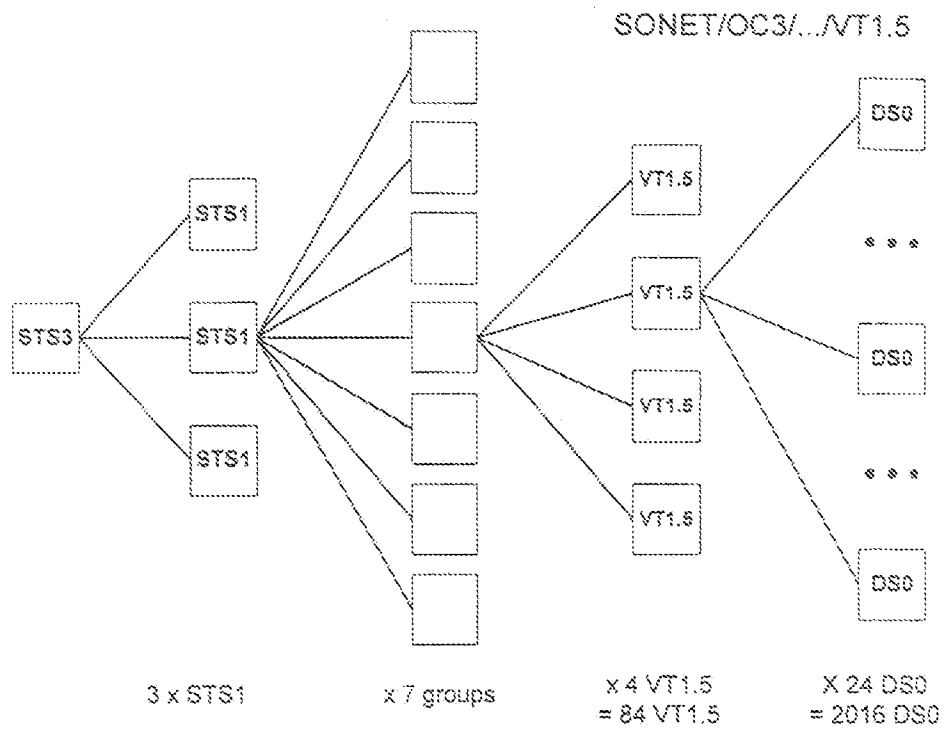 SONET/OC3/.../VT1.5
DS0
VT1.5
STS1
• • •
VT1.5
STS3
STS1
DS0
VT1.5
STS1
• • •
VT1.5
DS0
3 x STS1
x 7 groups
x 4 VT1.5
= 84 VT1.5
X 24 DS0
= 2016 DS0